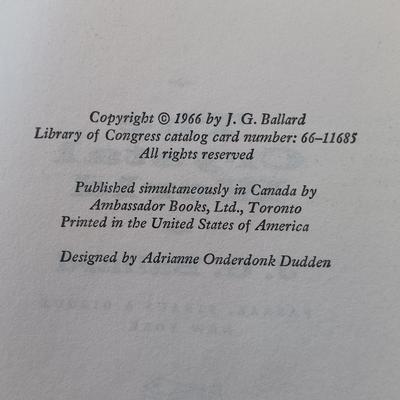 Copyright © 1966 by J. G. Ballard
Library of Congress catalog card number: 66–11685
All rights reserved
Published simultaneously in Canada by
Ambassador Books, Ltd., Toronto
Printed in the United States of America
Designed by Adrianne Onderdonk Dudden